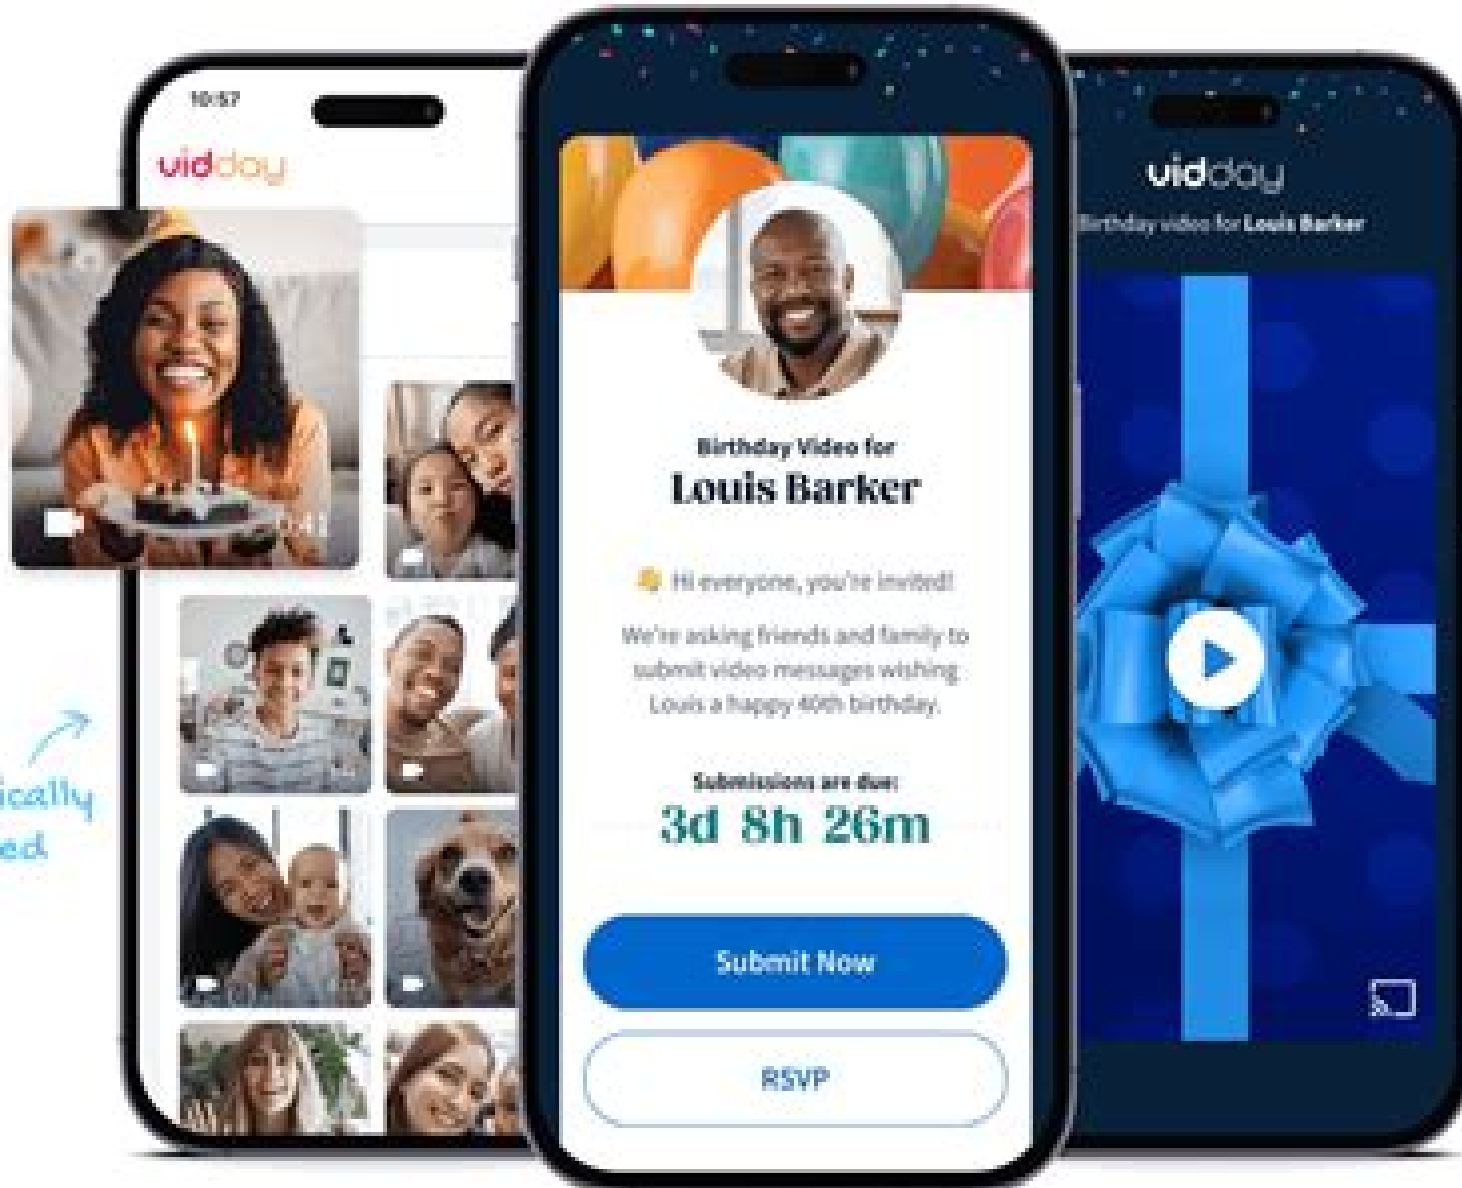 10:57
vidday
ically
ed
Birthday Video for
Louis Barker
👋 Hi everyone, you're invited!
We're asking friends and family to
submit video messages wishing
Louis a happy 40th birthday.
Submissions are due:
3d 8h 26m
Submit Now
RSVP
vidday
Birthday video for Louis Barker